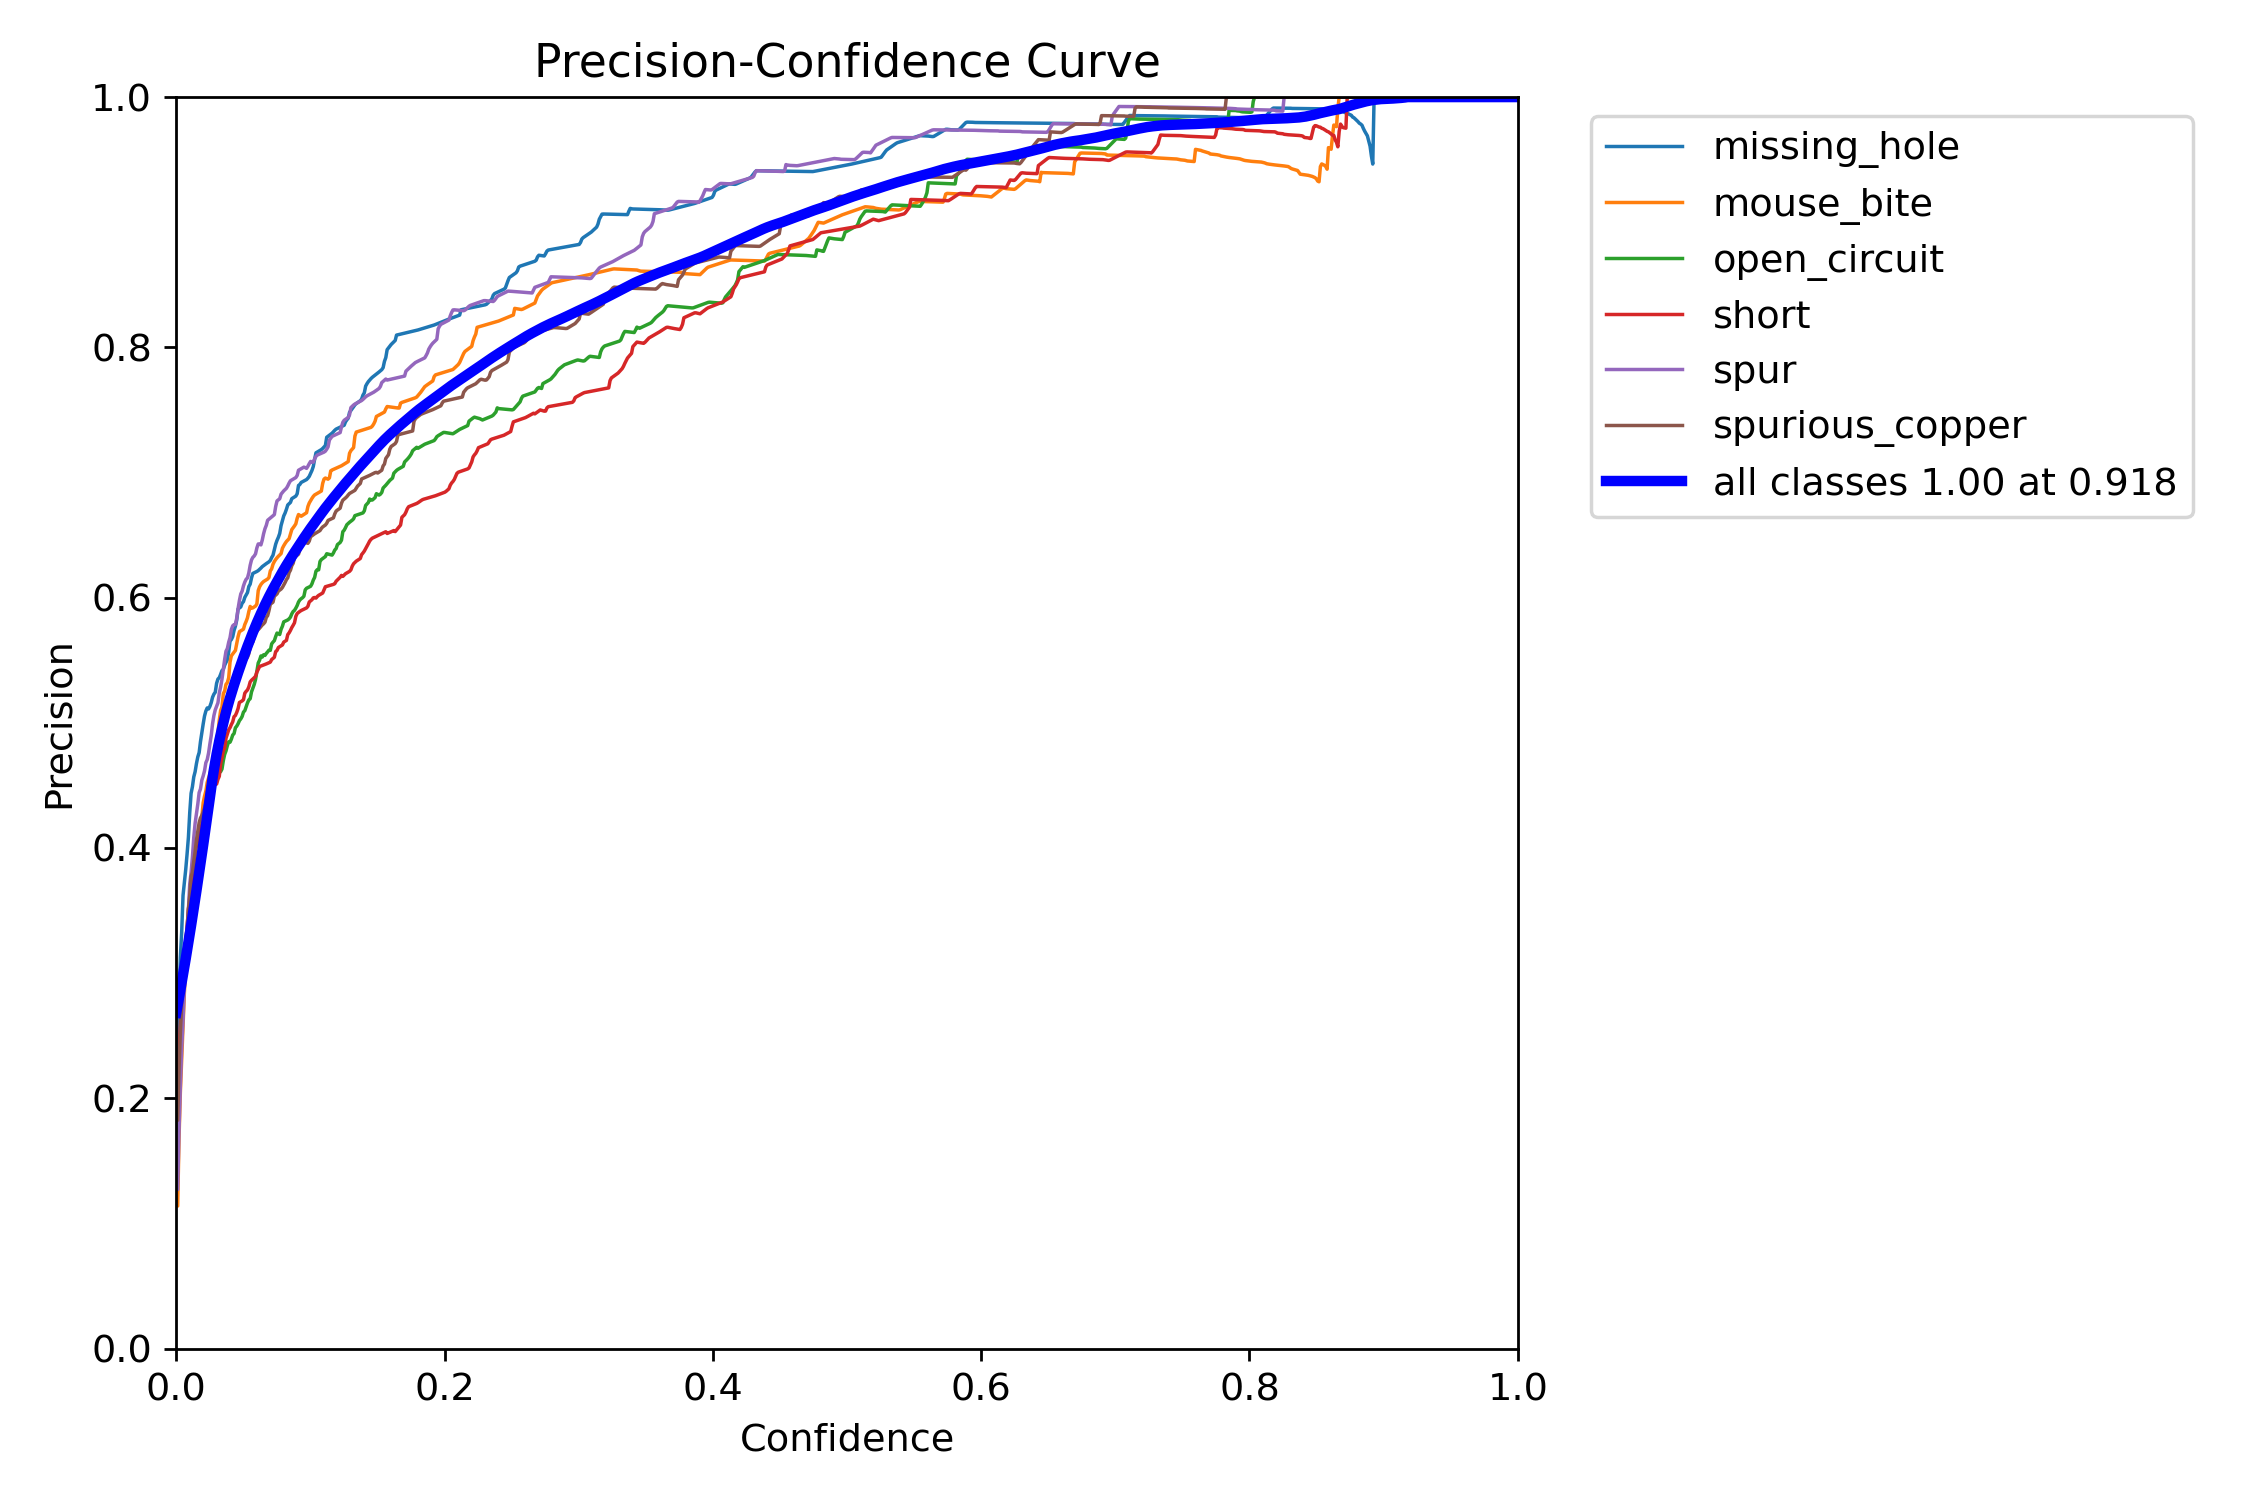 Precision-Confidence Curve
1.0
0.8
0.6
0.4
0.2
0.0
Precision
0.0 0.2 0.4 0.6 0.8 1.0
Confidence
missing_hole
mouse_bite
open_circuit
short
spur
spurious_copper
all classes 1.00 at 0.918